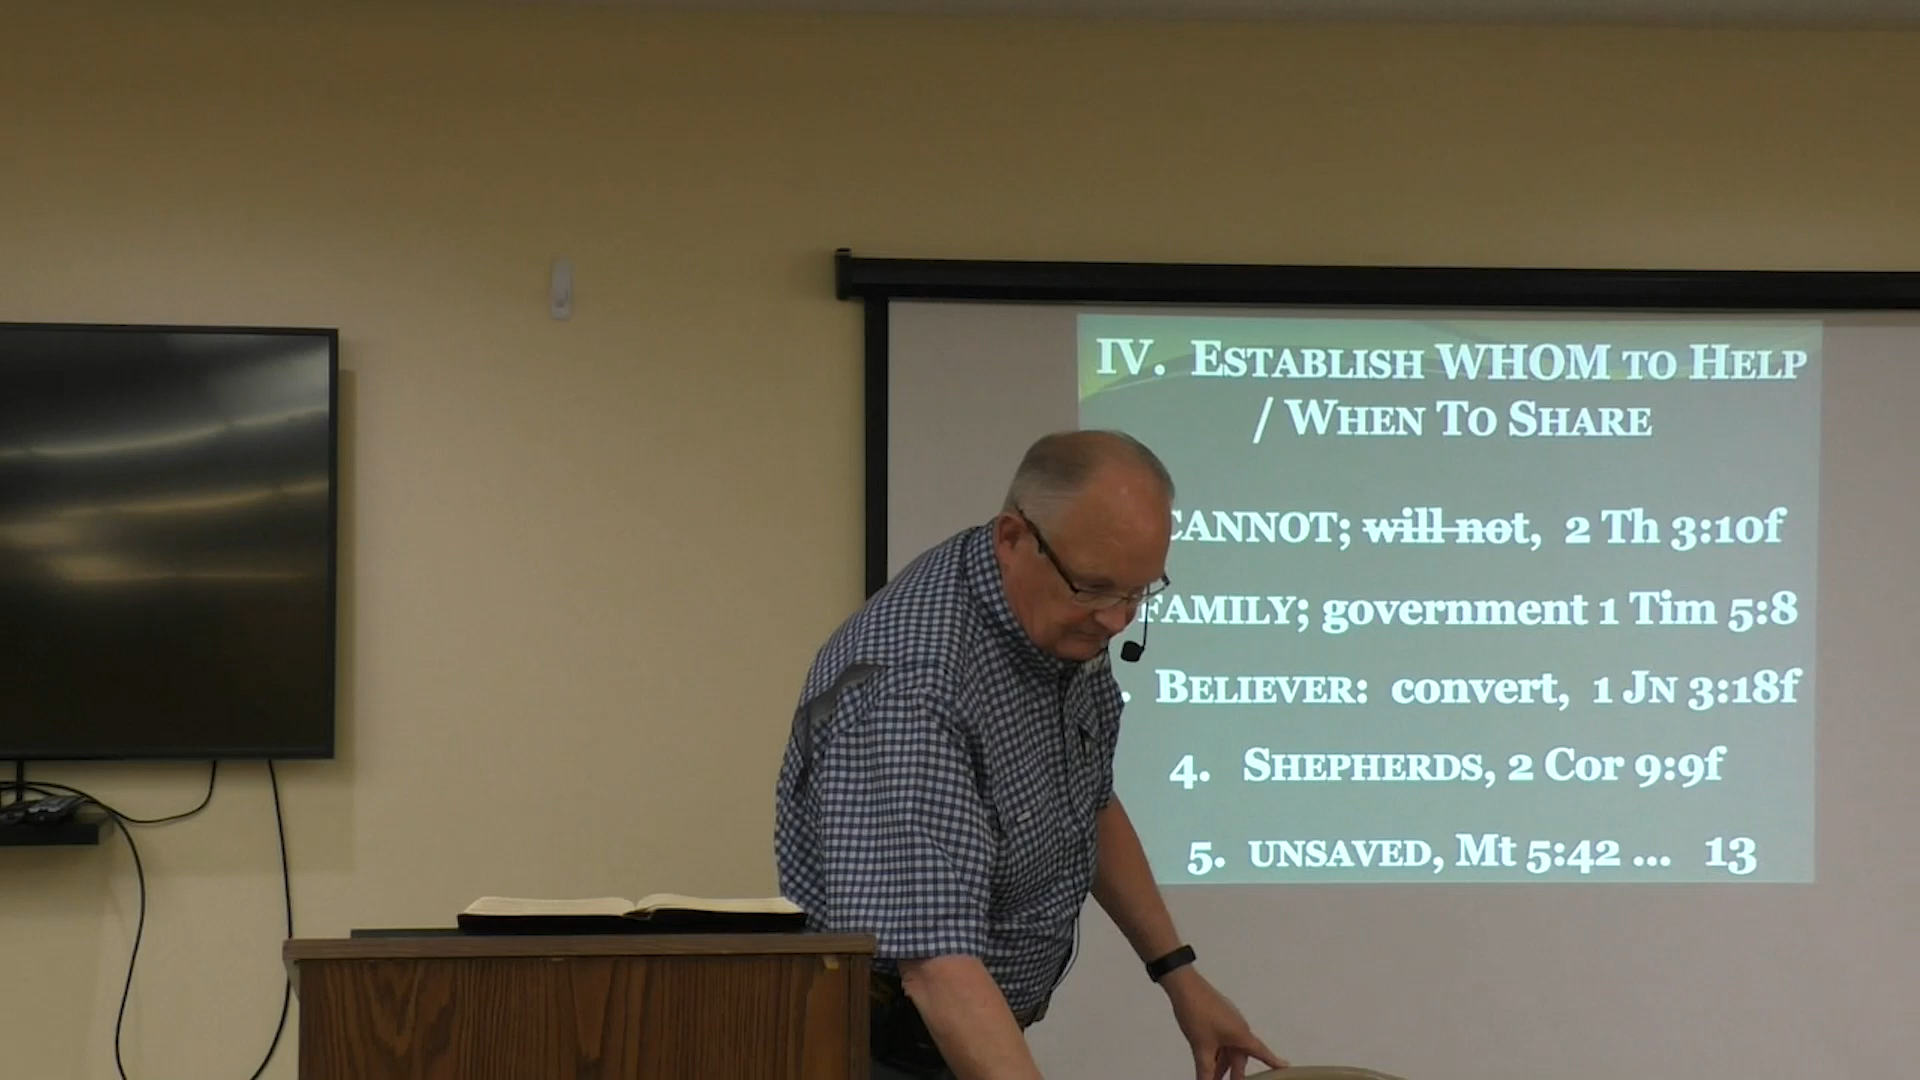 IV. ESTABLISH WHOM TO HELP
/ WHEN TO SHARE
CANNOT; will not, 2 Th 3:10f
FAMILY; government 1 Tim 5:8
. BELIEVER: convert, 1 JN 3:18f
4. SHEPHERDS, 2 Cor 9:9f
5. UNSAVED, Mt 5:42 ... 13